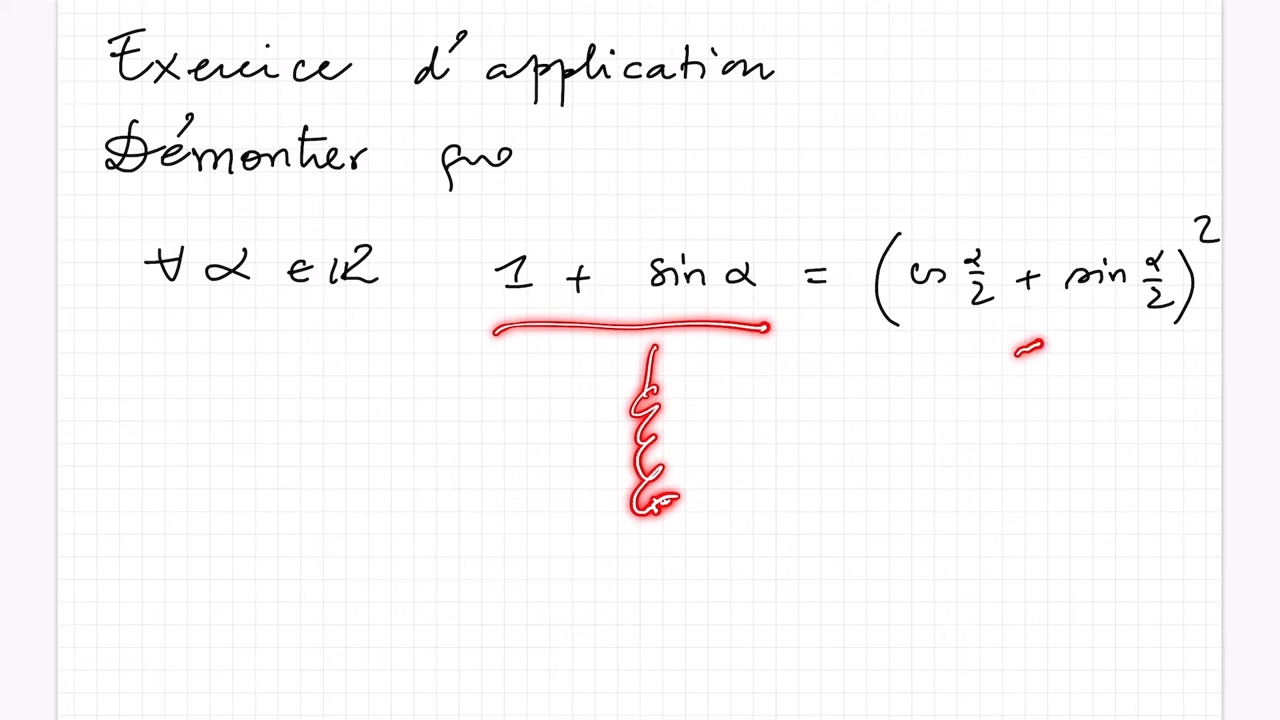 Exercice d'application
Démontrer que
∀ α ∈ ℝ 1 + sin α = (cos α/2 + sin α/2)²